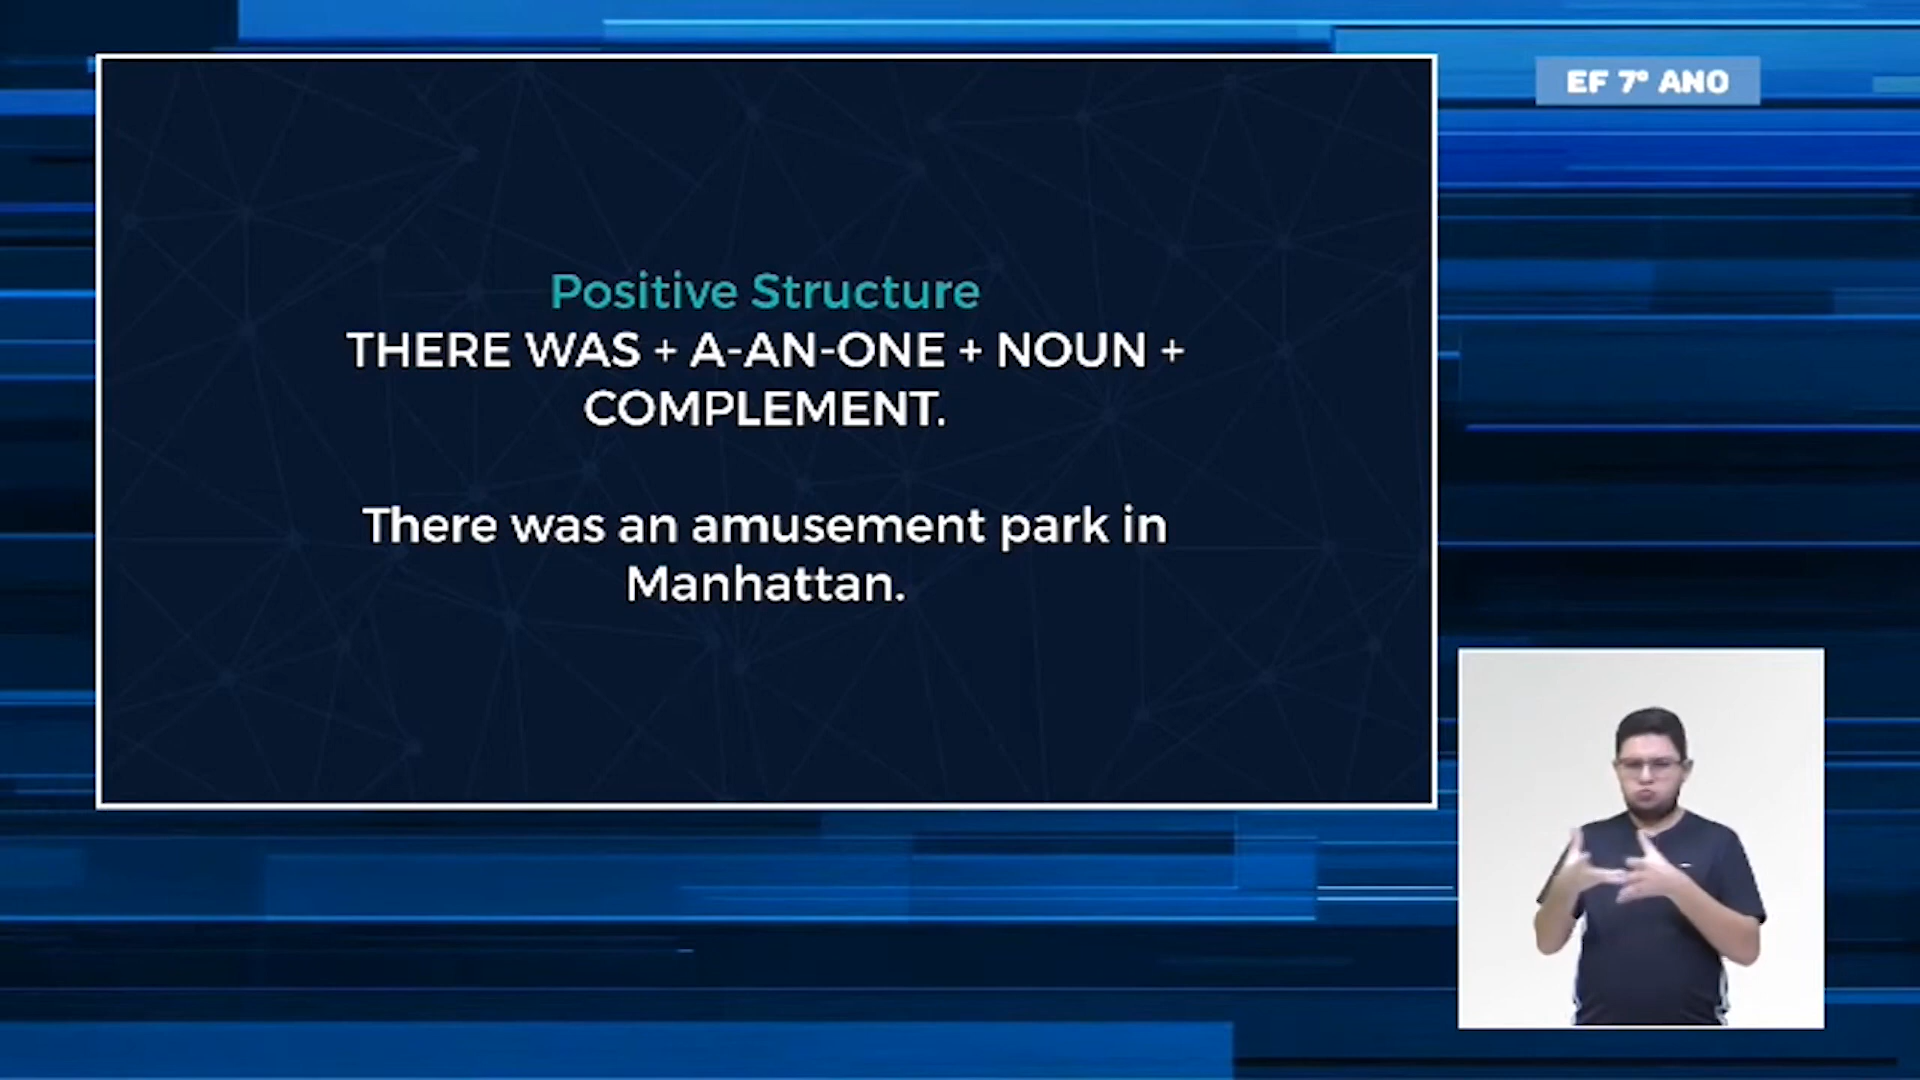 EF 7º ANO
Positive Structure
THERE WAS + A-AN-ONE + NOUN +
COMPLEMENT.
There was an amusement park in
Manhattan.